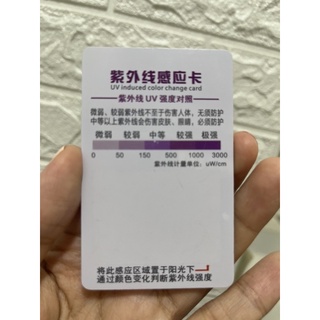 紫外线感应卡
UV induced color change card
紫外线 UV 强度对照
微弱、较弱紫外线不至于伤害人体，无须防护
中等以上紫外线会伤害皮肤、眼睛，必须防护
微弱 较弱 中等 较强 极强
0 50 150 500 1000 3000
紫外线计量单位：uW/cm
将此感应区域置于阳光下
通过颜色变化判断紫外线强度